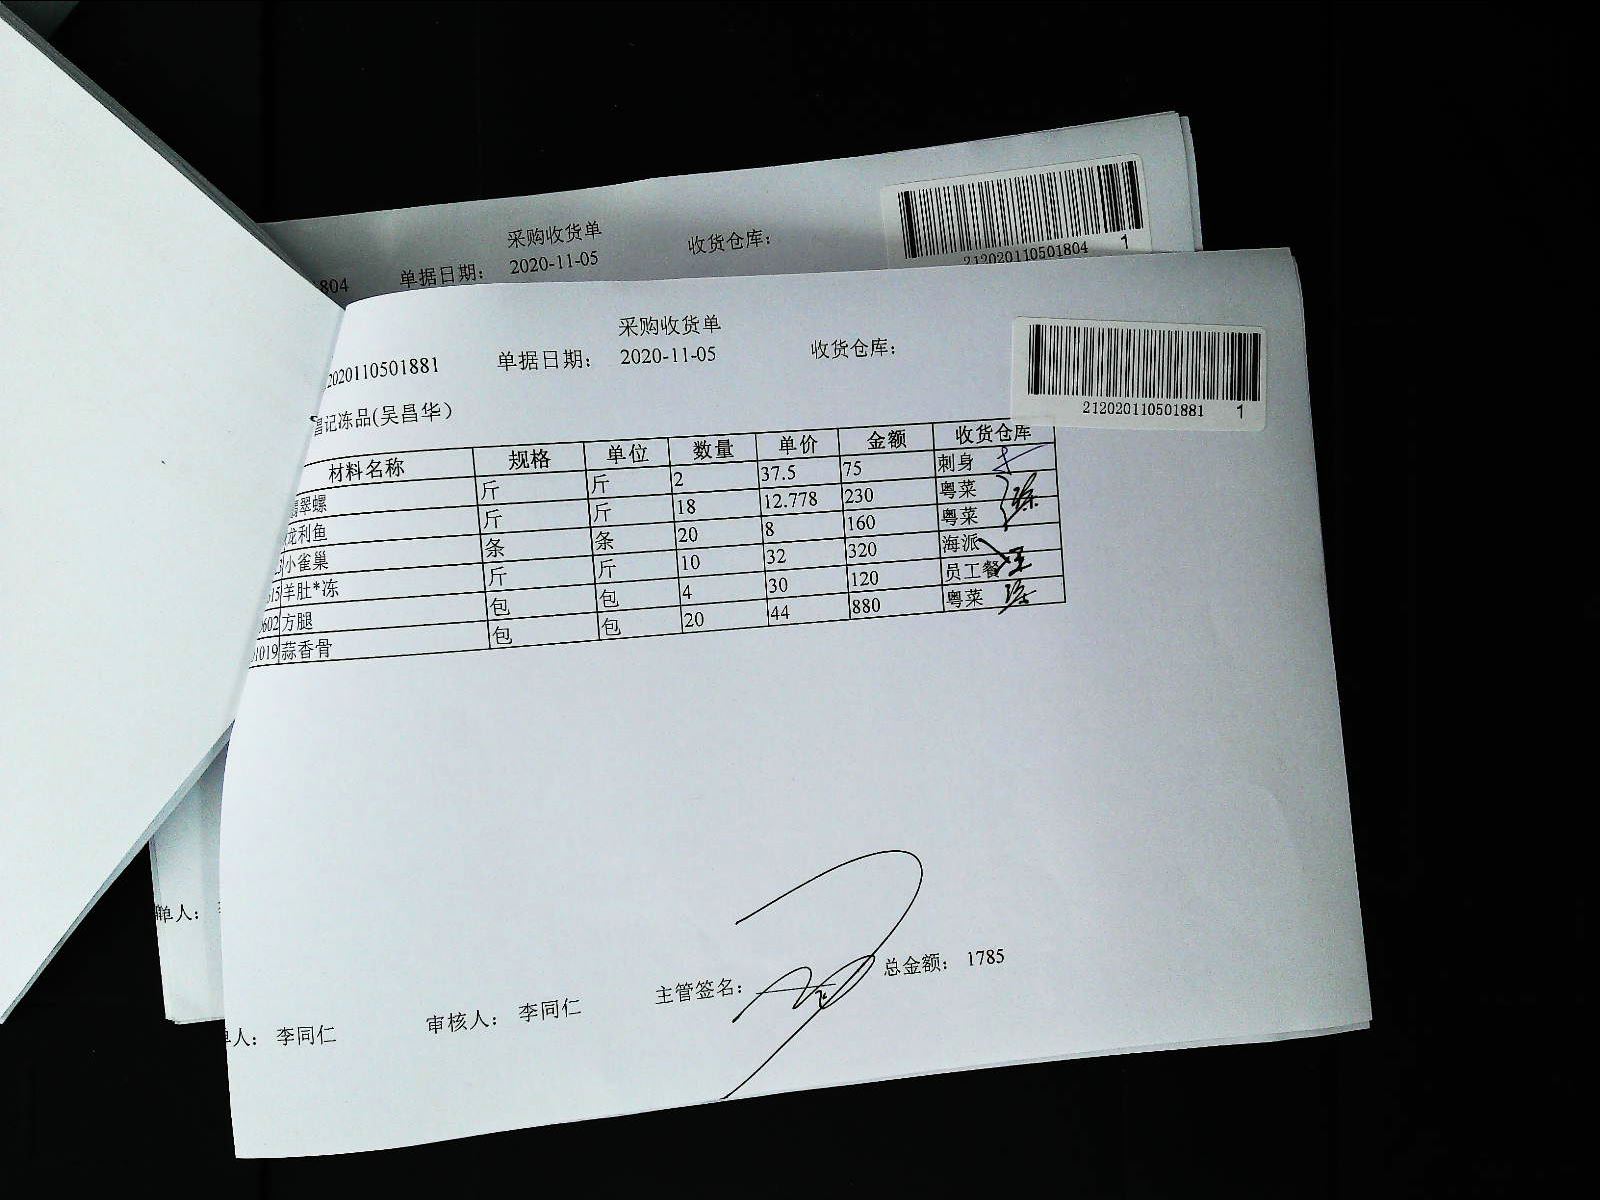 采购收货单
804 单据日期： 2020-11-05 收货仓库：
212020110501804 1
采购收货单
2020110501881 单据日期： 2020-11-05 收货仓库：
212020110501881 1
昌记冻品(吴昌华）
材料名称 规格 单位 数量 单价 金额 收货仓库
翡翠螺 斤 斤 2 37.5 75 刺身
龙利鱼 斤 斤 18 12.778 230 粤菜
小雀巢 条 条 20 8 160 粤菜
15 羊肚*冻 斤 斤 10 32 320 海派
602 方腿 包 包 4 30 120 员工餐
1019 蒜香骨 包 包 20 44 880 粤菜
单人：
单人： 李同仁 审核人： 李同仁 主管签名： 总金额： 1785